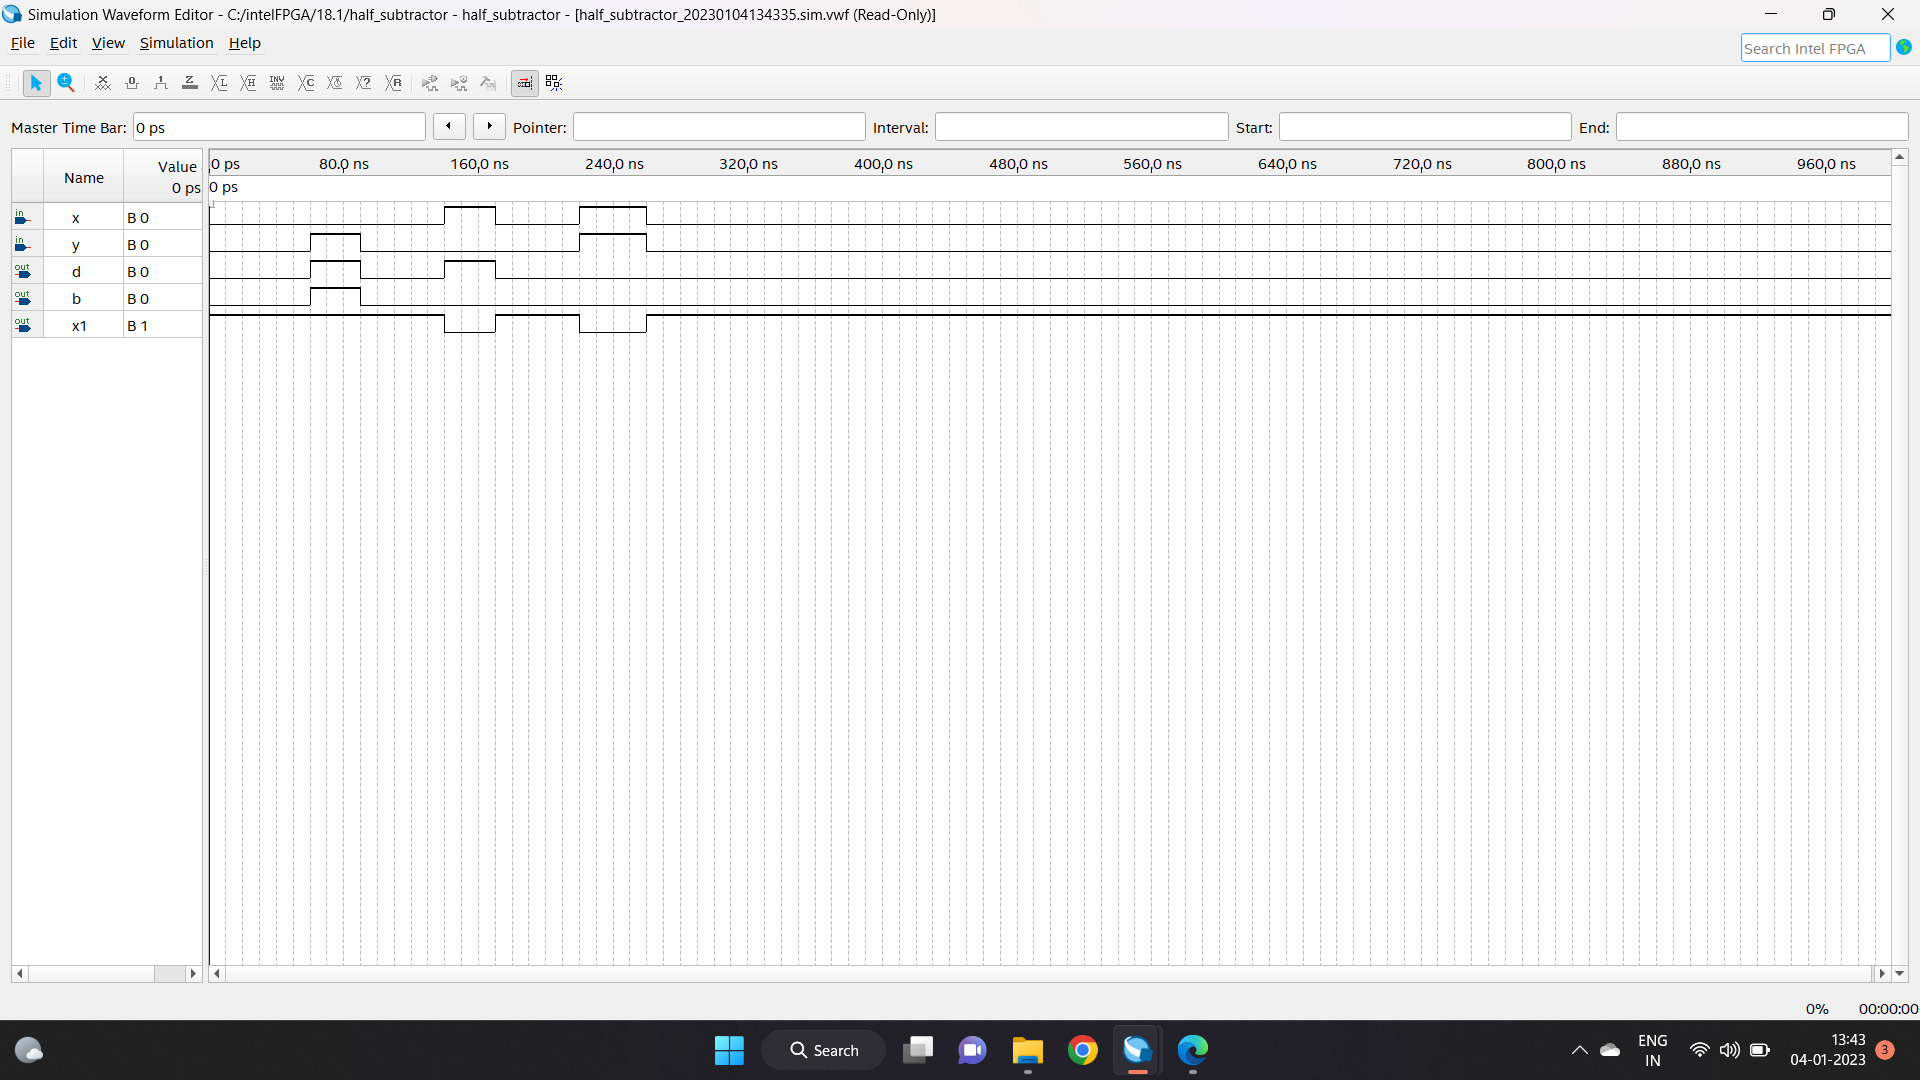 Simulation Waveform Editor - C:/intelFPGA/18.1/half_subtractor - half_subtractor - [half_subtractor_20230104134335.sim.vwf (Read-Only)]
File Edit View Simulation Help
Search Intel FPGA
Master Time Bar: 0 ps Pointer: Interval: Start: End:
Name Value 0 ps
0 ps 80.0 ns 160.0 ns 240.0 ns 320.0 ns 400.0 ns 480.0 ns 560.0 ns 640.0 ns 720.0 ns 800.0 ns 880.0 ns 960.0 ns
0 ps
in x B 0
in y B 0
out d B 0
out b B 0
out x1 B 1
0% 00:00:00
Search
ENG IN
13:43
04-01-2023
3